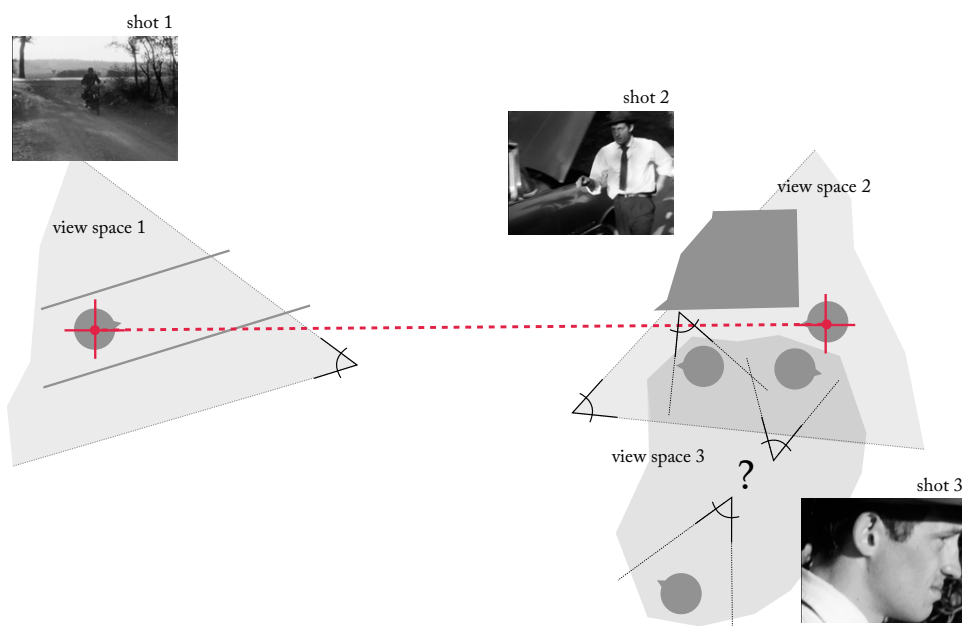 shot 1
shot 2
view space 2
view space 1
view space 3
?
shot 3